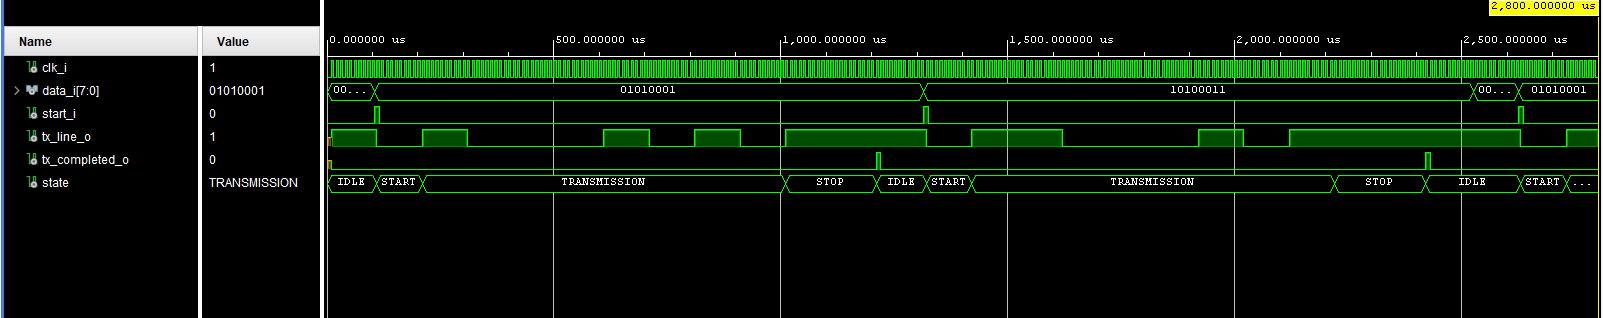 2,800.000000 us
Name Value
0.000000 us 500.000000 us 1,000.000000 us 1,500.000000 us 2,000.000000 us 2,500.000000 us
clk_i 1
data_i[7:0] 01010001 00... 01010001 10100011 00... 01010001
start_i 0
tx_line_o 1
tx_completed_o 0
state TRANSMISSION IDLE START TRANSMISSION STOP IDLE START TRANSMISSION STOP IDLE START ...